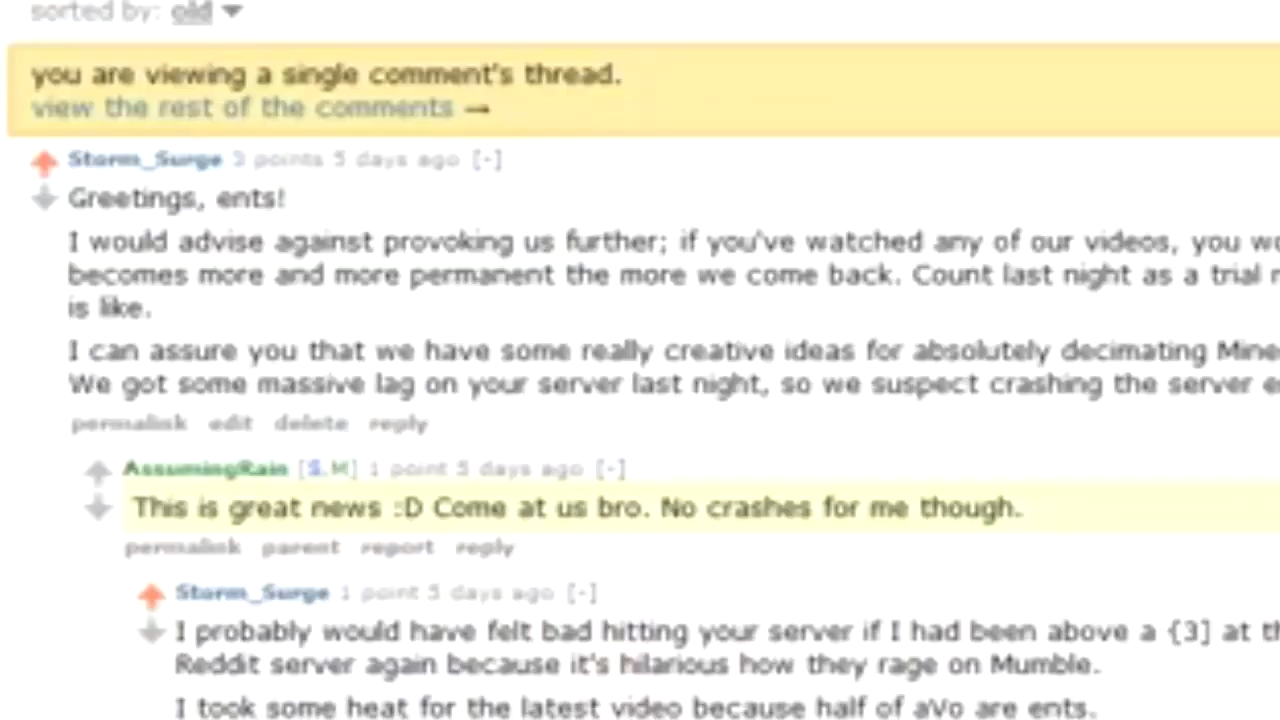 sorted by: old
you are viewing a single comment's thread.
view the rest of the comments →
Storm_Surge 3 points 5 days ago [-]
Greetings, ents!
I would advise against provoking us further; if you've watched any of our videos, you
becomes more and more permanent the more we come back. Count last night as a trial
is like.
I can assure you that we have some really creative ideas for absolutely decimating
We got some massive lag on your server last night, so we suspect crashing the server
permalink edit delete reply
AssumingRain [S,M] 1 point 5 days ago [-]
This is great news :D Come at us bro. No crashes for me though.
permalink parent report reply
Storm_Surge 1 point 5 days ago [-]
I probably would have felt bad hitting your server if I had been above a {3] at
Reddit server again because it's hilarious how they rage on Mumble.
I took some heat for the latest video because half of aVo are ents.